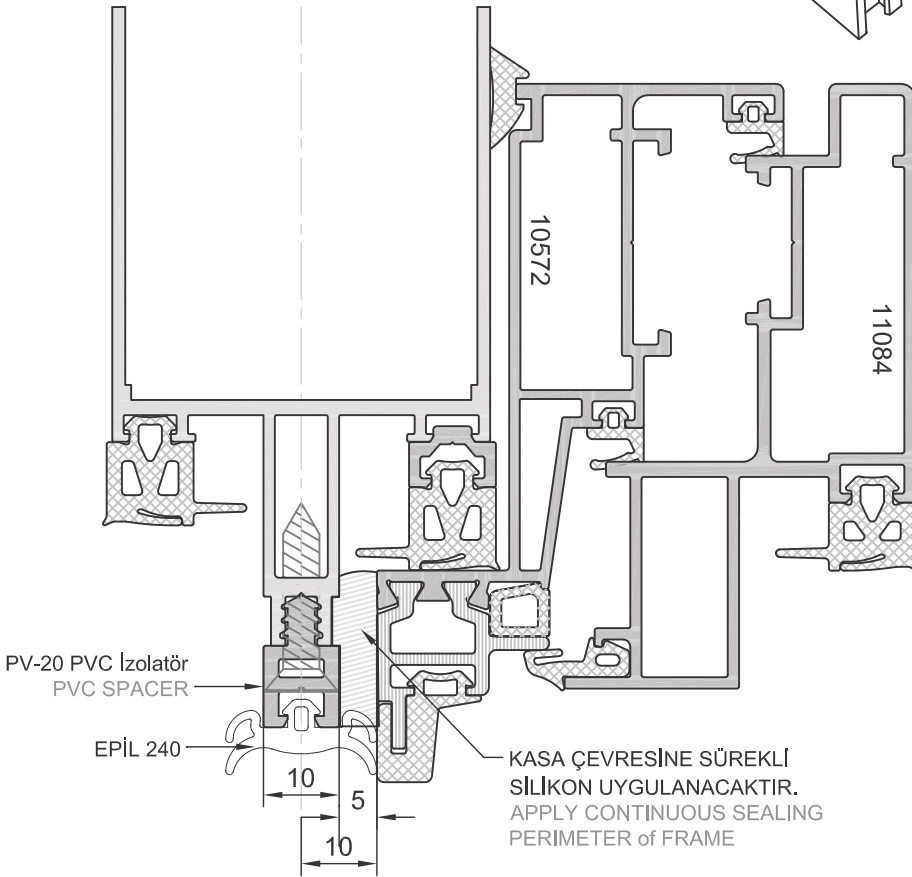 10572
11084
PV-20 PVC İzolatör
PVC SPACER
EPİL 240
KASA ÇEVRESİNE SÜREKLİ
SİLİKON UYGULANACAKTIR.
APPLY CONTINUOUS SEALING
PERIMETER of FRAME
10
5
10